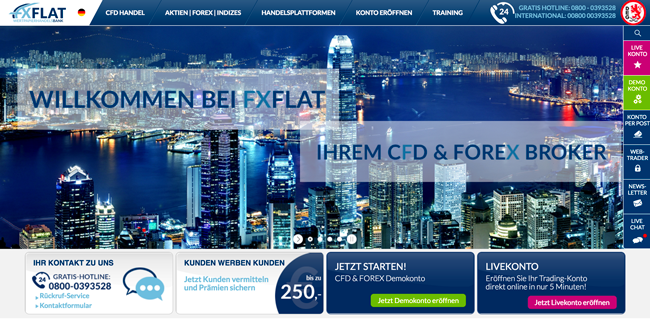 FXFLAT
WERTPAPIERHANDELSBANK
CFD HANDEL
AKTIEN | FOREX | INDIZES
HANDELSPLATTFORMEN
KONTO ERÖFFNEN
TRAINING
24
GRATIS HOTLINE: 0800 - 0393528
INTERNATIONAL: 00800 00393528
LIVE
KONTO
DEMO
KONTO
KONTO
PER POST
WEB-
TRADER
NEWS-
LETTER
LIVE
CHAT
WILLKOMMEN BEI FXFLAT
IHREM CFD & FOREX BROKER
IHR KONTAKT ZU UNS
24
GRATIS-HOTLINE:
0800-0393528
» Rückruf-Service
» Kontaktformular
KUNDEN WERBEN KUNDEN
Jetzt Kunden vermitteln
und Prämien sichern
bis zu
250,-
JETZT STARTEN!
CFD & FOREX Demokonto
Jetzt Demokonto eröffnen
LIVEKONTO
Eröffnen Sie Ihr Trading-Konto
direkt online in nur 5 Minuten!
Jetzt Livekonto eröffnen